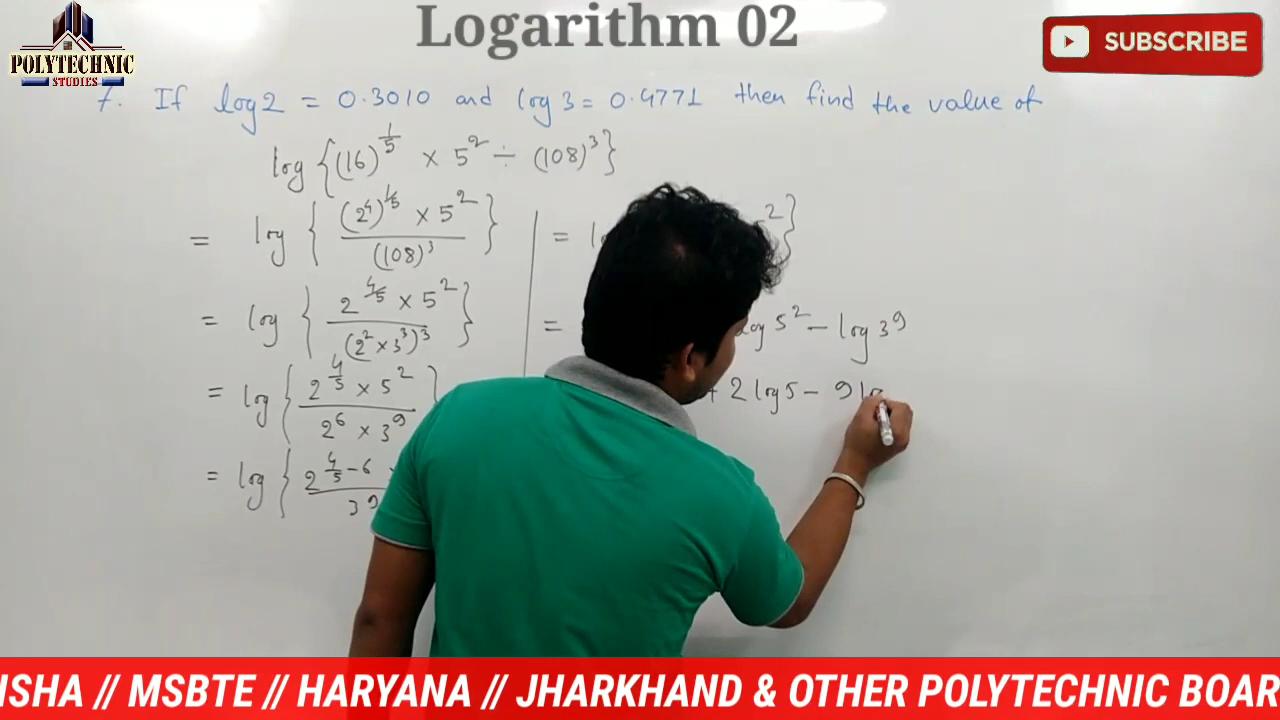 Logarithm 02
POLYTECHNIC
STUDIES
SUBSCRIBE
7. If log 2 = 0.3010 and log 3 = 0.4771 then find the value of
log {(16)^{1/5} × 5^2 ÷ (108)^3}
= log { (2^4)^{1/5} × 5^2 / (108)^3 }
= log { 2^{4/5} × 5^2 / (2^2 × 3^3)^3 }
= log { 2^{4/5} × 5^2 / 2^6 × 3^9
= log { 2^{4/5 - 6} / 3^9
=
2 }
= log 5^2 - log 3^9
+ 2 log 5 - 9 lo
// MSBTE // HARYANA // JHARKHAND & OTHER POLYTECHNIC